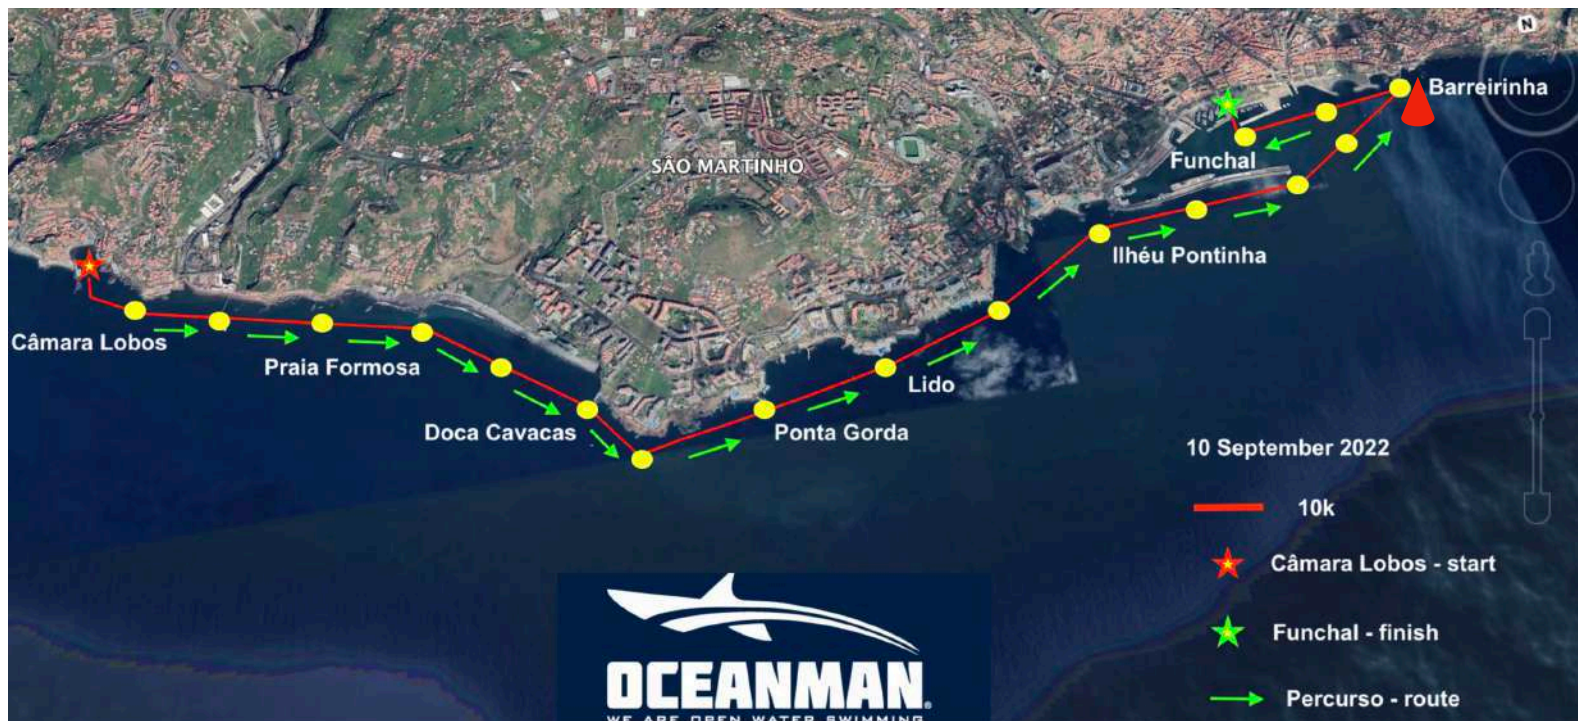 N
Barreirinha
Funchal
SÃO MARTINHO
Ilhéu Pontinha
Câmara Lobos
Praia Formosa
Lido
Doca Cavacas
Ponta Gorda
10 September 2022
10k
Câmara Lobos - start
Funchal - finish
Percurso - route
OCEANMAN.
WE ARE OPEN WATER SWIMMING